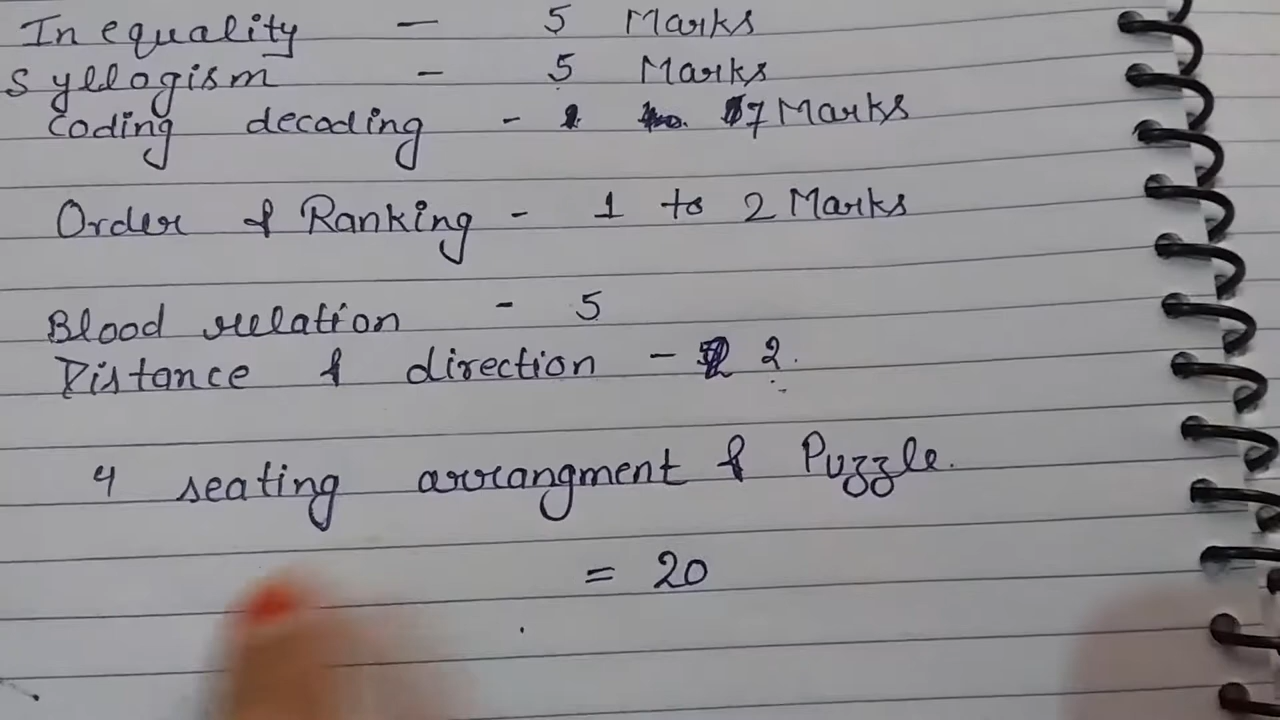 Inequality - 5 Marks
Syllogism - 5 Marks
Coding decoding - 7 Marks
Order & Ranking - 1 to 2 Marks
Blood relation - 5
Distance & direction - 2.
4 seating arrangment & Puzzle.
= 20